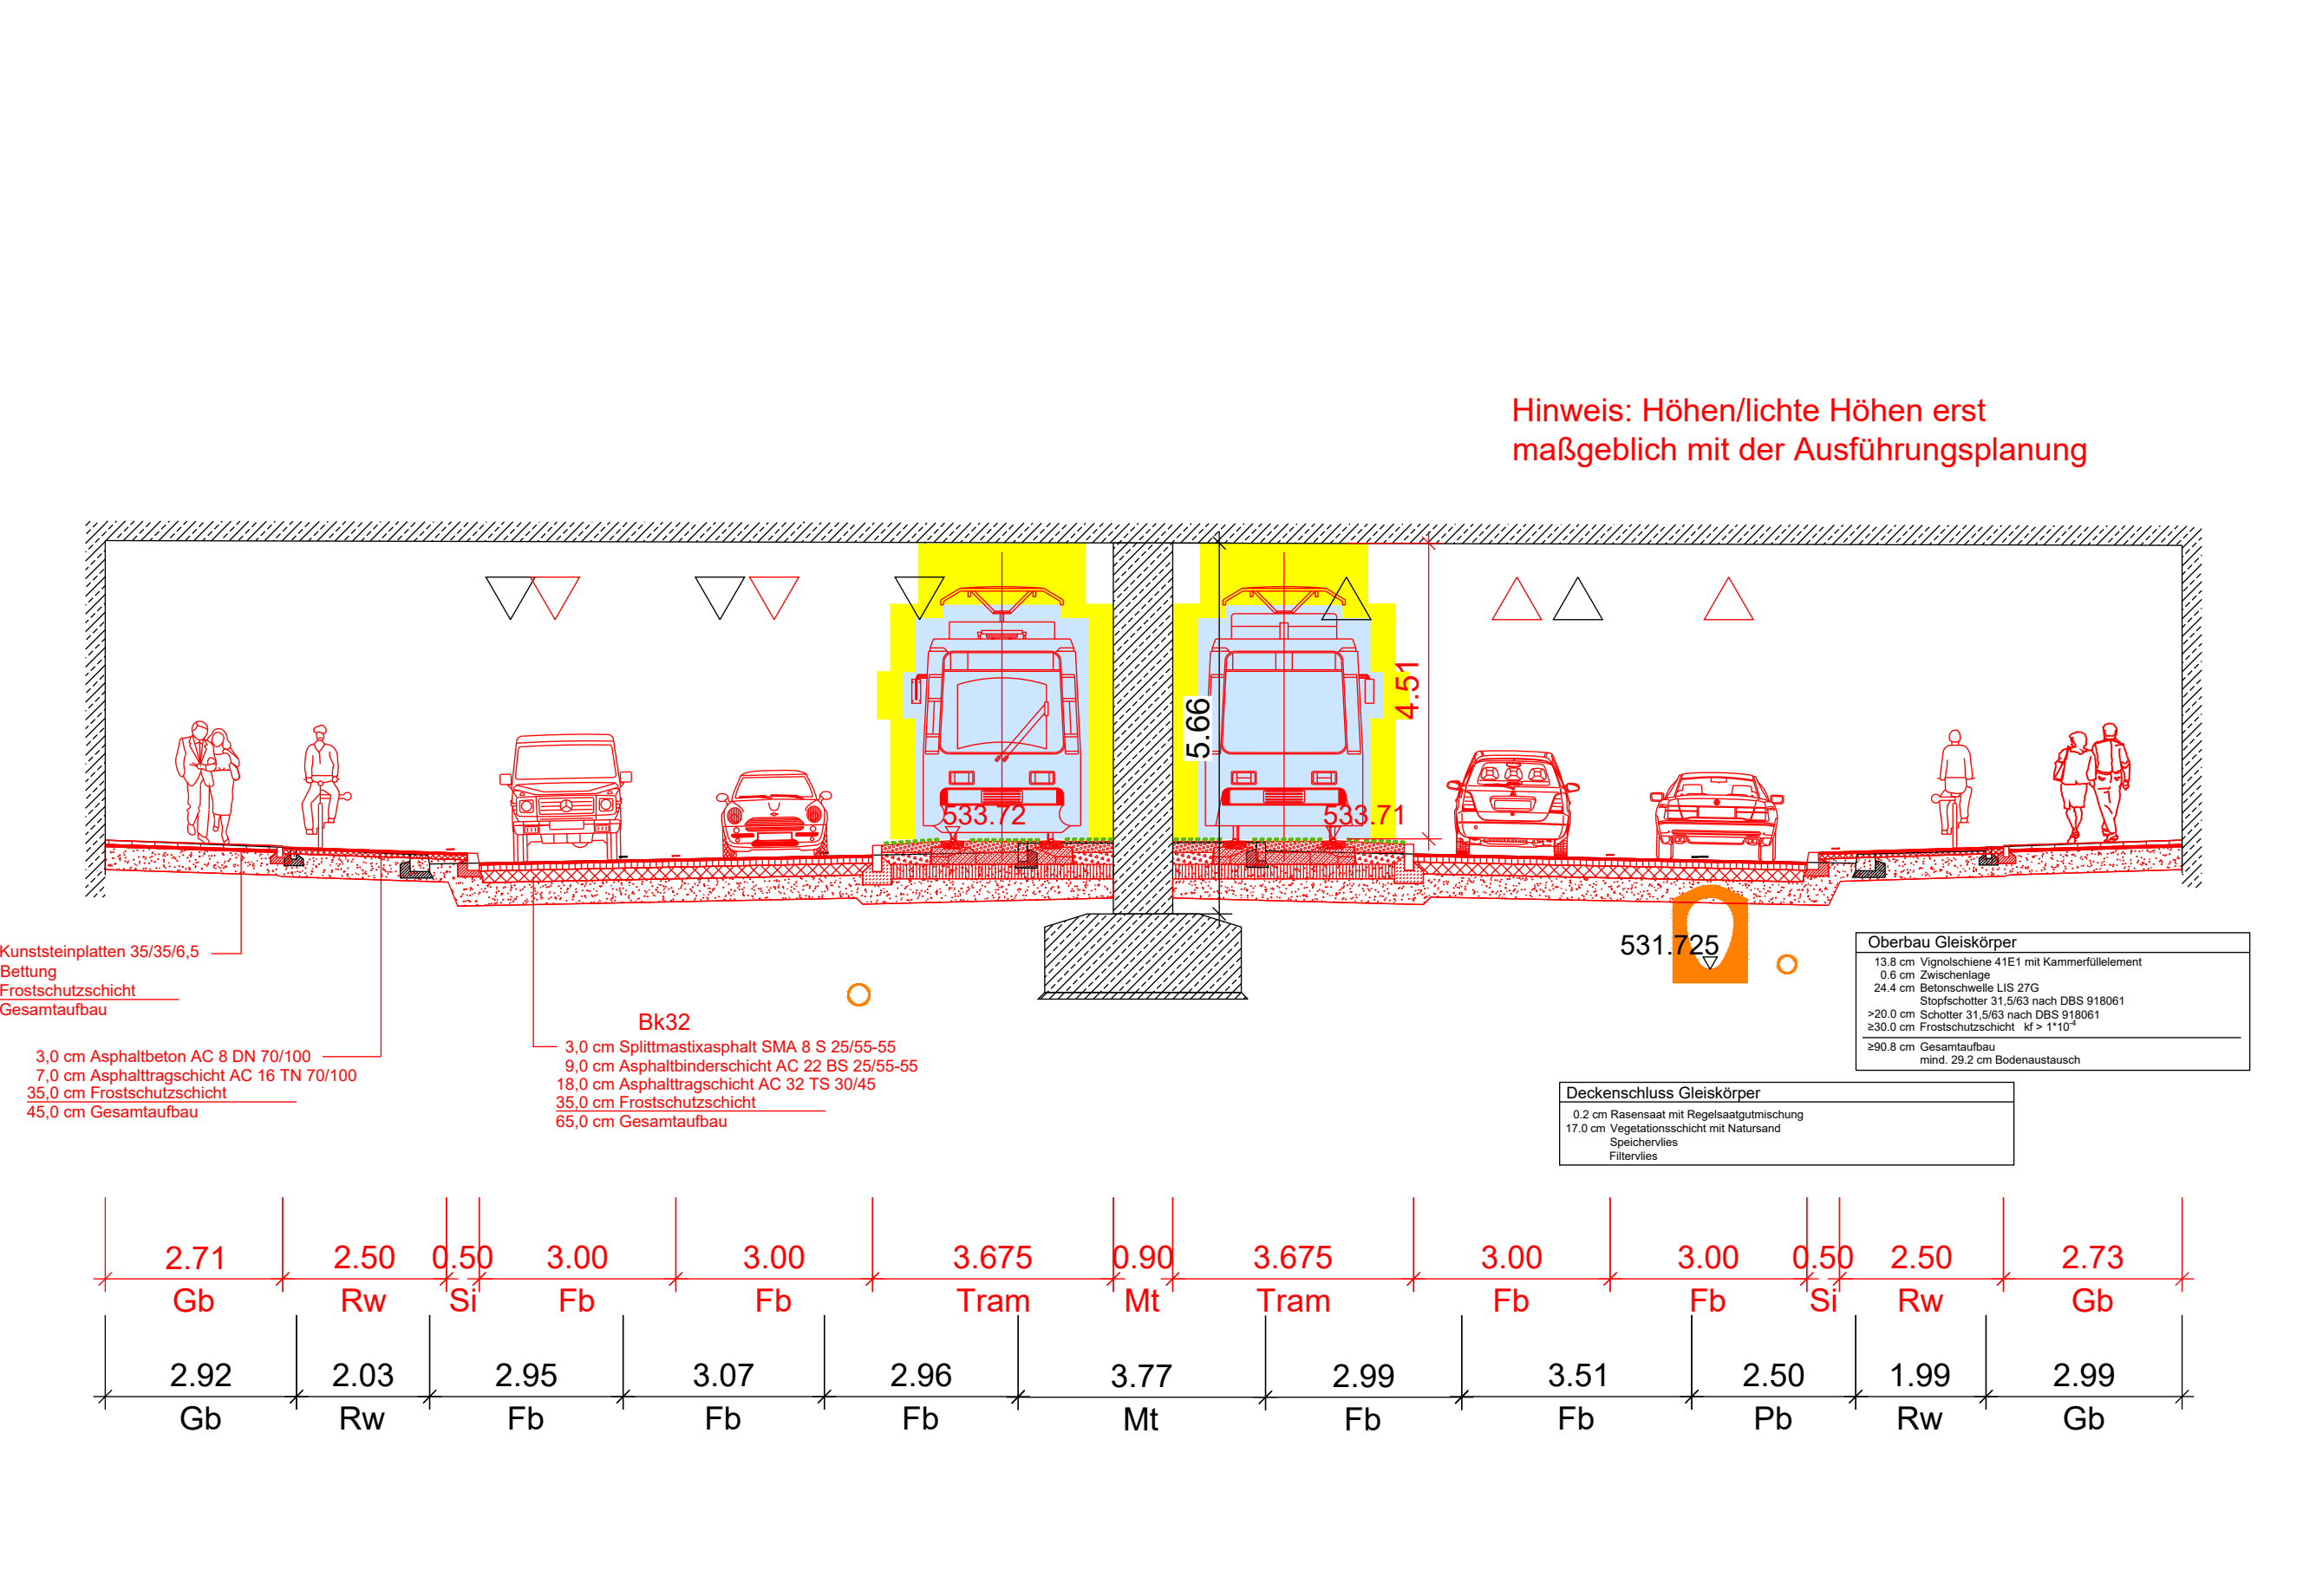 Hinweis: Höhen/lichte Höhen erst
maßgeblich mit der Ausführungsplanung
5.66
4.51
533.72
533.71
531.725
Kunststeinplatten 35/35/6,5
Bettung
Frostschutzschicht
Gesamtaufbau
3,0 cm Asphaltbeton AC 8 DN 70/100
7,0 cm Asphalttragschicht AC 16 TN 70/100
35,0 cm Frostschutzschicht
45,0 cm Gesamtaufbau
Bk32
3,0 cm Splittmastixasphalt SMA 8 S 25/55-55
9,0 cm Asphaltbinderschicht AC 22 BS 25/55-55
18,0 cm Asphalttragschicht AC 32 TS 30/45
35,0 cm Frostschutzschicht
65,0 cm Gesamtaufbau
Oberbau Gleiskörper
13.8 cm Vignolschiene 41E1 mit Kammerfüllelement
0.6 cm Zwischenlage
24.4 cm Betonschwelle LIS 27G
Stopfschotter 31,5/63 nach DBS 918061
>20.0 cm Schotter 31,5/63 nach DBS 918061
≥30.0 cm Frostschutzschicht kf > 1*10⁻⁴
≥90.8 cm Gesamtaufbau
mind. 29.2 cm Bodenaustausch
Deckenschluss Gleiskörper
0.2 cm Rasensaat mit Regelsaatgutmischung
17.0 cm Vegetationsschicht mit Natursand
Speichervlies
Filtervlies
2.71 2.50 0.50 3.00 3.00 3.675 0.90 3.675 3.00 3.00 0.50 2.50 2.73
Gb Rw Si Fb Fb Tram Mt Tram Fb Fb Si Rw Gb
2.92 2.03 2.95 3.07 2.96 3.77 2.99 3.51 2.50 1.99 2.99
Gb Rw Fb Fb Fb Mt Fb Fb Pb Rw Gb